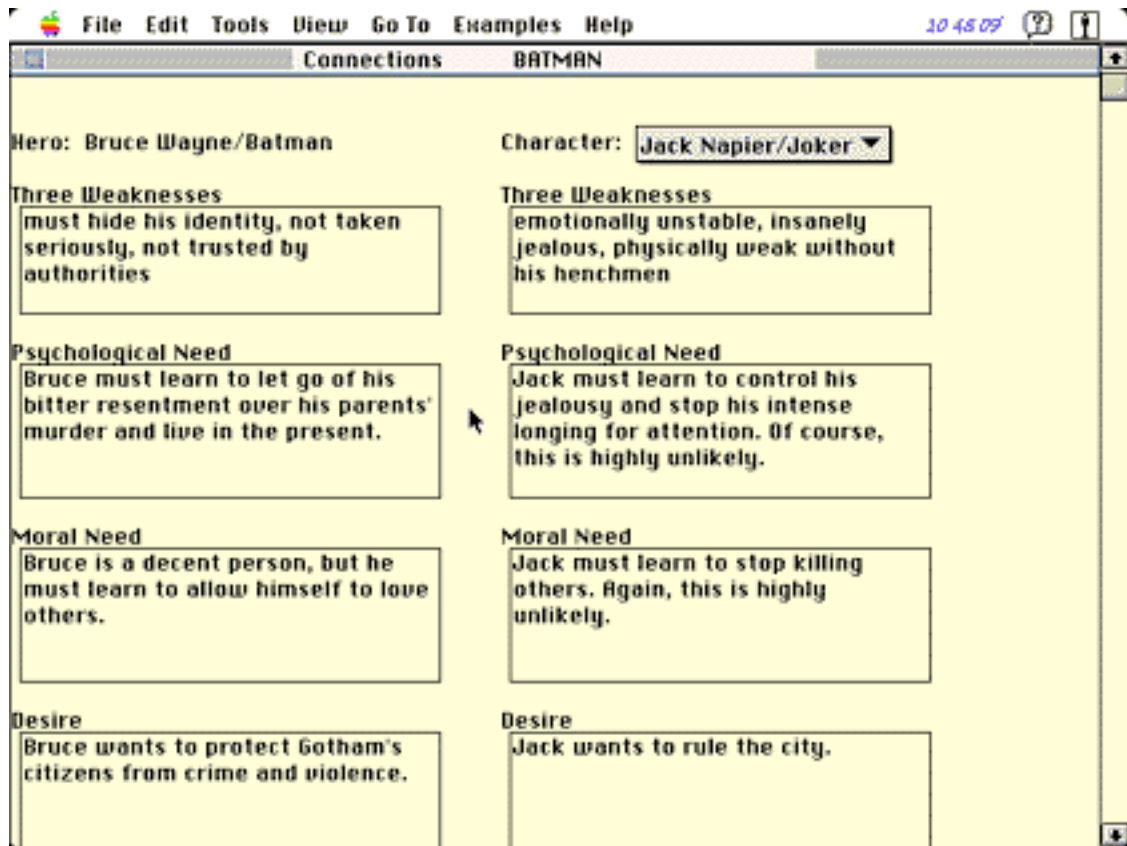 File Edit Tools View Go To Examples Help 10 48 09
Connections BATMAN
Hero: Bruce Wayne/Batman
Character: Jack Napier/Joker
Three Weaknesses
must hide his identity, not taken
seriously, not trusted by
authorities
Three Weaknesses
emotionally unstable, insanely
jealous, physically weak without
his henchmen
Psychological Need
Bruce must learn to let go of his
bitter resentment over his parents'
murder and live in the present.
Psychological Need
Jack must learn to control his
jealousy and stop his intense
longing for attention. Of course,
this is highly unlikely.
Moral Need
Bruce is a decent person, but he
must learn to allow himself to love
others.
Moral Need
Jack must learn to stop killing
others. Again, this is highly
unlikely.
Desire
Bruce wants to protect Gotham's
citizens from crime and violence.
Desire
Jack wants to rule the city.